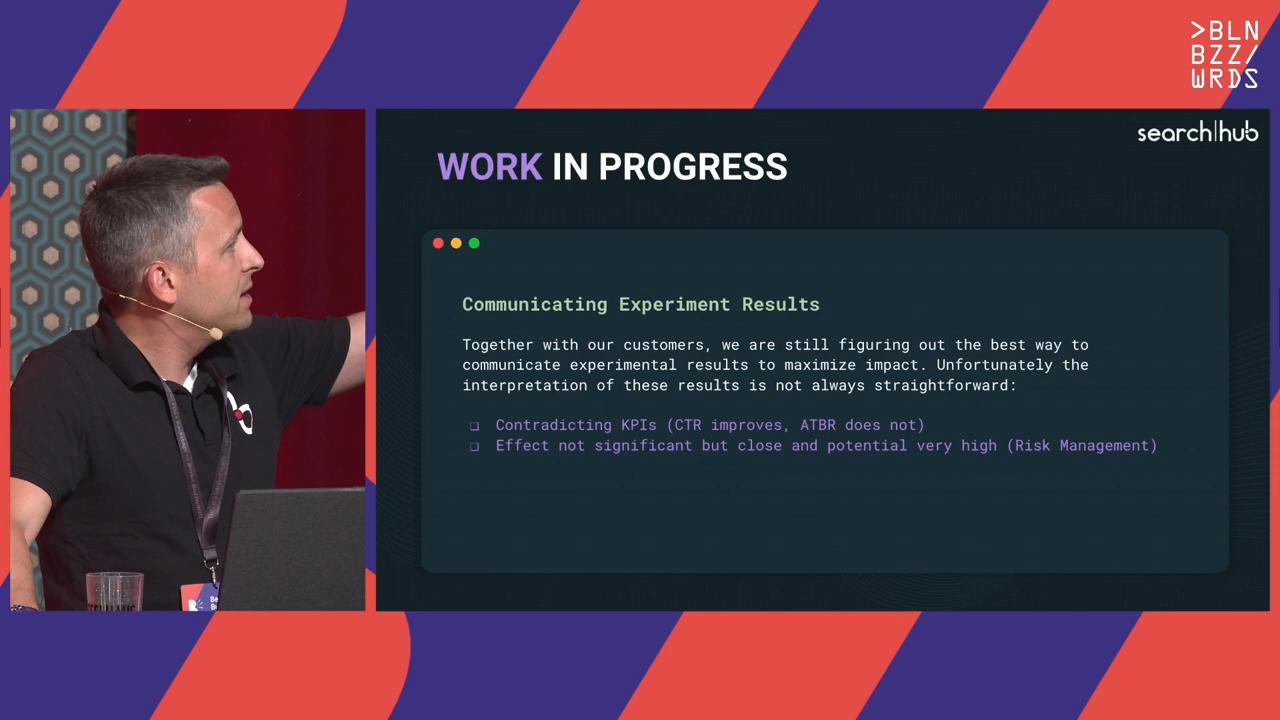 >BLN
BZZ/
WRDS
search|hub
WORK IN PROGRESS
Communicating Experiment Results
Together with our customers, we are still figuring out the best way to
communicate experimental results to maximize impact. Unfortunately the
interpretation of these results is not always straightforward:
❏ Contradicting KPIs (CTR improves, ATBR does not)
❏ Effect not significant but close and potential very high (Risk Management)